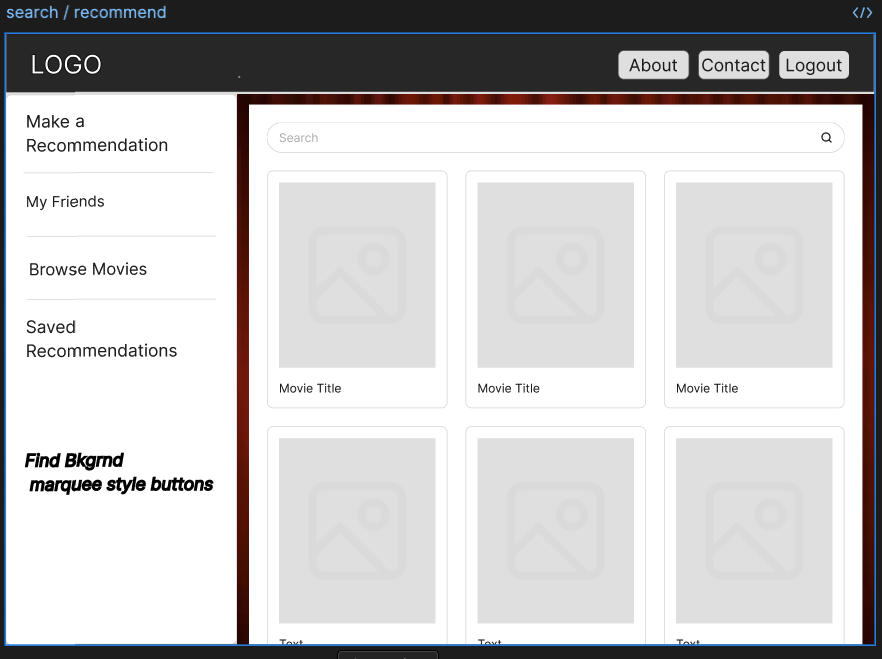 search / recommend
</>
LOGO
About
Contact
Logout
Make a
Recommendation
My Friends
Browse Movies
Saved
Recommendations
Find Bkgrnd
marquee style buttons
Search
Movie Title
Movie Title
Movie Title
Text
Text
Text